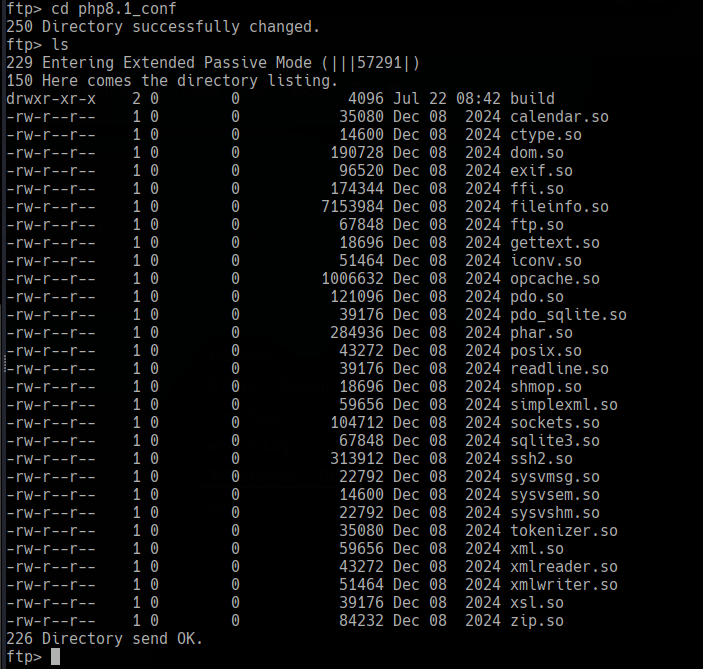 ftp> cd php8.1_conf
250 Directory successfully changed.
ftp> ls
229 Entering Extended Passive Mode (|||57291|)
150 Here comes the directory listing.
drwxr-xr-x    2 0        0            4096 Jul 22 08:42 build
-rw-r--r--    1 0        0           35080 Dec 08  2024 calendar.so
-rw-r--r--    1 0        0           14600 Dec 08  2024 ctype.so
-rw-r--r--    1 0        0          190728 Dec 08  2024 dom.so
-rw-r--r--    1 0        0           96520 Dec 08  2024 exif.so
-rw-r--r--    1 0        0          174344 Dec 08  2024 ffi.so
-rw-r--r--    1 0        0         7153984 Dec 08  2024 fileinfo.so
-rw-r--r--    1 0        0           67848 Dec 08  2024 ftp.so
-rw-r--r--    1 0        0           18696 Dec 08  2024 gettext.so
-rw-r--r--    1 0        0           51464 Dec 08  2024 iconv.so
-rw-r--r--    1 0        0         1006632 Dec 08  2024 opcache.so
-rw-r--r--    1 0        0          121096 Dec 08  2024 pdo.so
-rw-r--r--    1 0        0           39176 Dec 08  2024 pdo_sqlite.so
-rw-r--r--    1 0        0          284936 Dec 08  2024 phar.so
-rw-r--r--    1 0        0           43272 Dec 08  2024 posix.so
-rw-r--r--    1 0        0           39176 Dec 08  2024 readline.so
-rw-r--r--    1 0        0           18696 Dec 08  2024 shmop.so
-rw-r--r--    1 0        0           59656 Dec 08  2024 simplexml.so
-rw-r--r--    1 0        0          104712 Dec 08  2024 sockets.so
-rw-r--r--    1 0        0           67848 Dec 08  2024 sqlite3.so
-rw-r--r--    1 0        0          313912 Dec 08  2024 ssh2.so
-rw-r--r--    1 0        0           22792 Dec 08  2024 sysvmsg.so
-rw-r--r--    1 0        0           14600 Dec 08  2024 sysvsem.so
-rw-r--r--    1 0        0           22792 Dec 08  2024 sysvshm.so
-rw-r--r--    1 0        0           35080 Dec 08  2024 tokenizer.so
-rw-r--r--    1 0        0           59656 Dec 08  2024 xml.so
-rw-r--r--    1 0        0           43272 Dec 08  2024 xmlreader.so
-rw-r--r--    1 0        0           51464 Dec 08  2024 xmlwriter.so
-rw-r--r--    1 0        0           39176 Dec 08  2024 xsl.so
-rw-r--r--    1 0        0           84232 Dec 08  2024 zip.so
226 Directory send OK.
ftp>